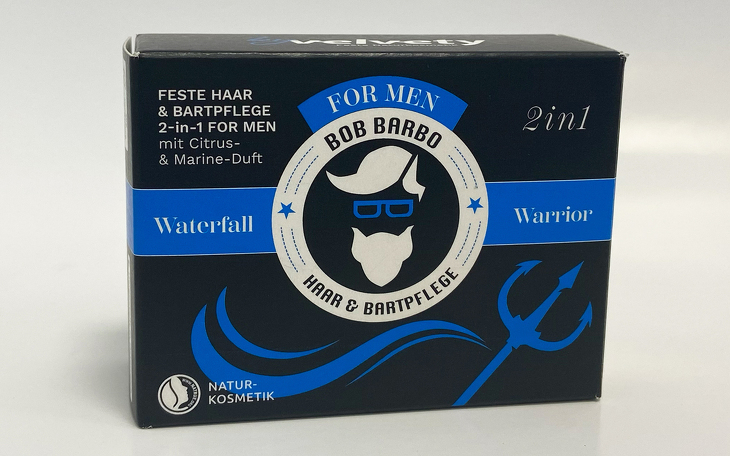 velvety
FESTE HAAR
& BARTPFLEGE
2-in-1 FOR MEN
mit Citrus-
& Marine-Duft
FOR MEN
BOB BARBO
2in1
Waterfall
Warrior
HAAR & BARTPFLEGE
NATUR-
KOSMETIK